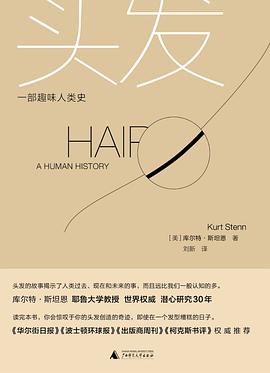 头发
一部趣味人类史
HAIR
A HUMAN HISTORY
Kurt Stenn
［美］库尔特·斯坦恩 著
刘新 译
头发的故事揭示了人类过去、现在和未来的事，而且远比我们一般认知的多。
库尔特·斯坦恩 耶鲁大学教授 世界权威 潜心研究30年
读完本书，你会惊叹于你的头发创造的奇迹，即使在一个发型糟糕的日子。
《华尔街日报》《波士顿环球报》《出版商周刊》《柯克斯书评》权威推荐
广西师范大学出版社